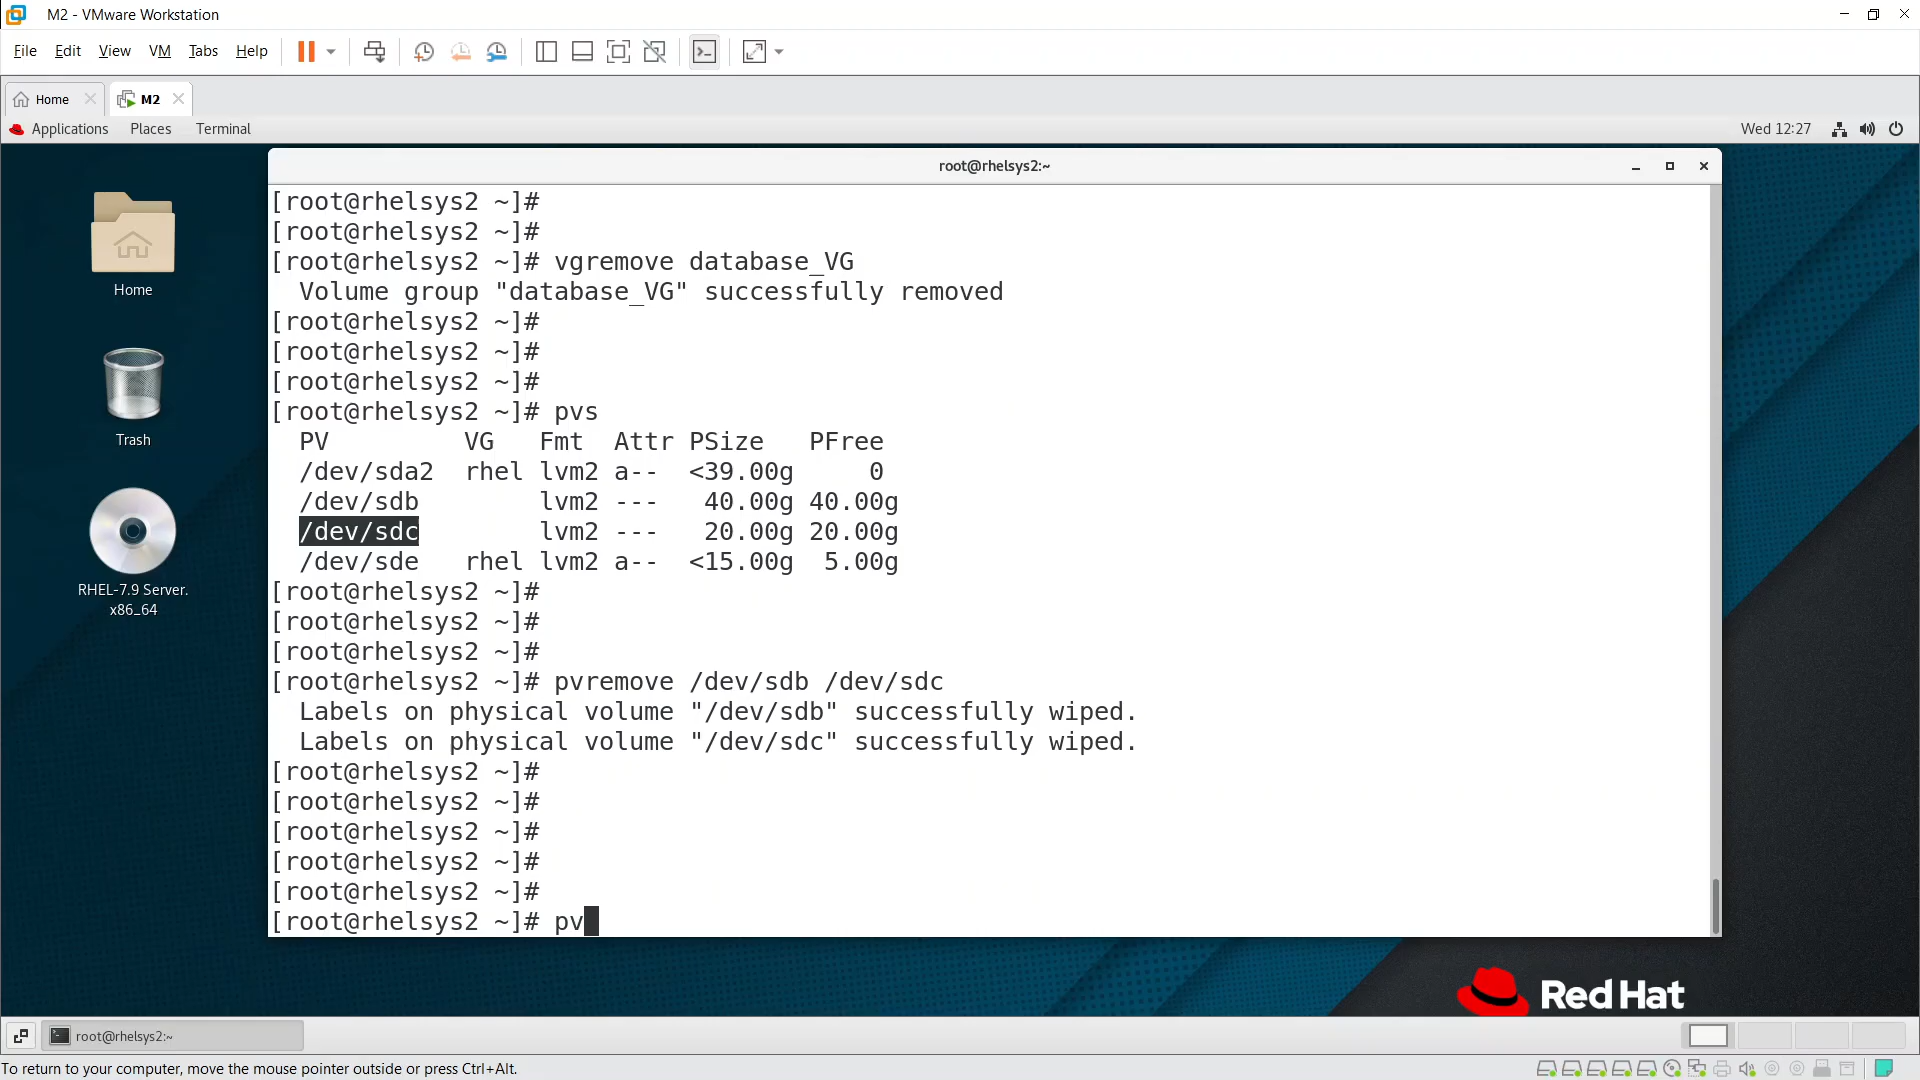 M2 - VMware Workstation
File Edit View VM Tabs Help
Home M2
Applications Places Terminal Wed 12:27
root@rhelsys2:~
[root@rhelsys2 ~]#
[root@rhelsys2 ~]#
[root@rhelsys2 ~]# vgremove database_VG
Volume group "database_VG" successfully removed
[root@rhelsys2 ~]#
[root@rhelsys2 ~]#
[root@rhelsys2 ~]#
[root@rhelsys2 ~]# pvs
PV VG Fmt Attr PSize PFree
/dev/sda2 rhel lvm2 a-- <39.00g 0
/dev/sdb lvm2 --- 40.00g 40.00g
/dev/sdc lvm2 --- 20.00g 20.00g
/dev/sde rhel lvm2 a-- <15.00g 5.00g
[root@rhelsys2 ~]#
[root@rhelsys2 ~]#
[root@rhelsys2 ~]#
[root@rhelsys2 ~]# pvremove /dev/sdb /dev/sdc
Labels on physical volume "/dev/sdb" successfully wiped.
Labels on physical volume "/dev/sdc" successfully wiped.
[root@rhelsys2 ~]#
[root@rhelsys2 ~]#
[root@rhelsys2 ~]#
[root@rhelsys2 ~]#
[root@rhelsys2 ~]#
[root@rhelsys2 ~]# pv
Home
Trash
RHEL-7.9 Server.
x86_64
Red Hat
root@rhelsys2:~
To return to your computer, move the mouse pointer outside or press Ctrl+Alt.